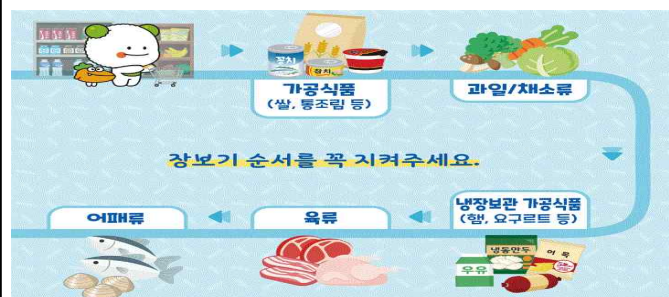 꽁치
참치
가공식품
(쌀, 통조림 등)
과일/채소류
장보기 순서를 꼭 지켜주세요.
냉장보관 가공식품
(햄, 요구르트 등)
육류
어패류
냉동만두
어묵
우유